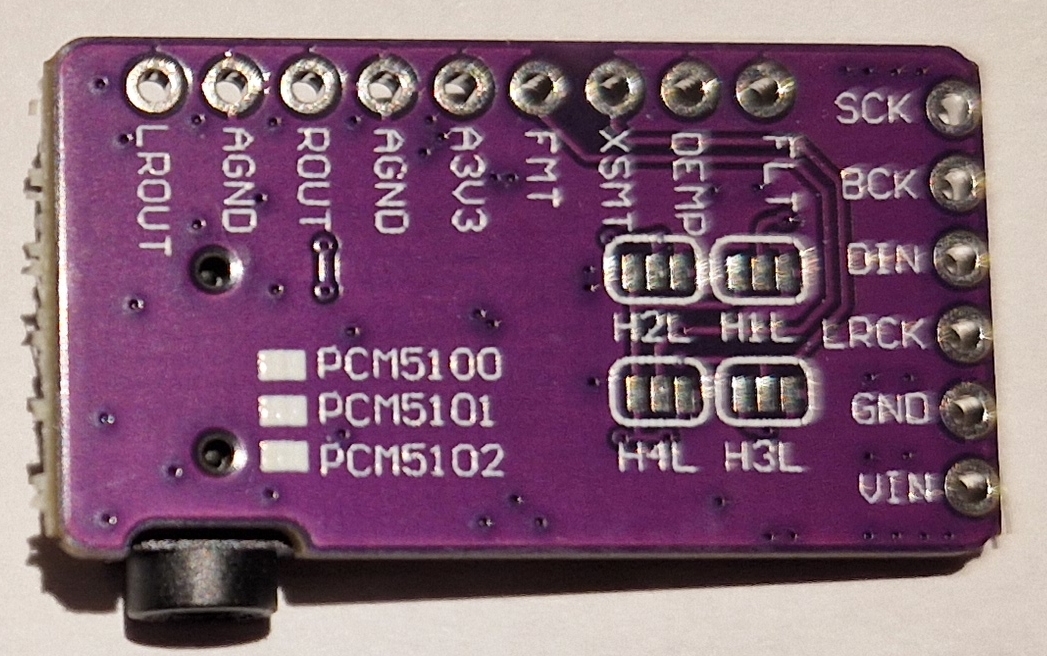 LROUT
AGND
ROUT
AGND
A3V3
FMT
XSMT
DEMP
FLT
SCK
BCK
DIN
LRCK
GND
VIN
H2L H1L
H4L H3L
PCM5100
PCM5101
PCM5102